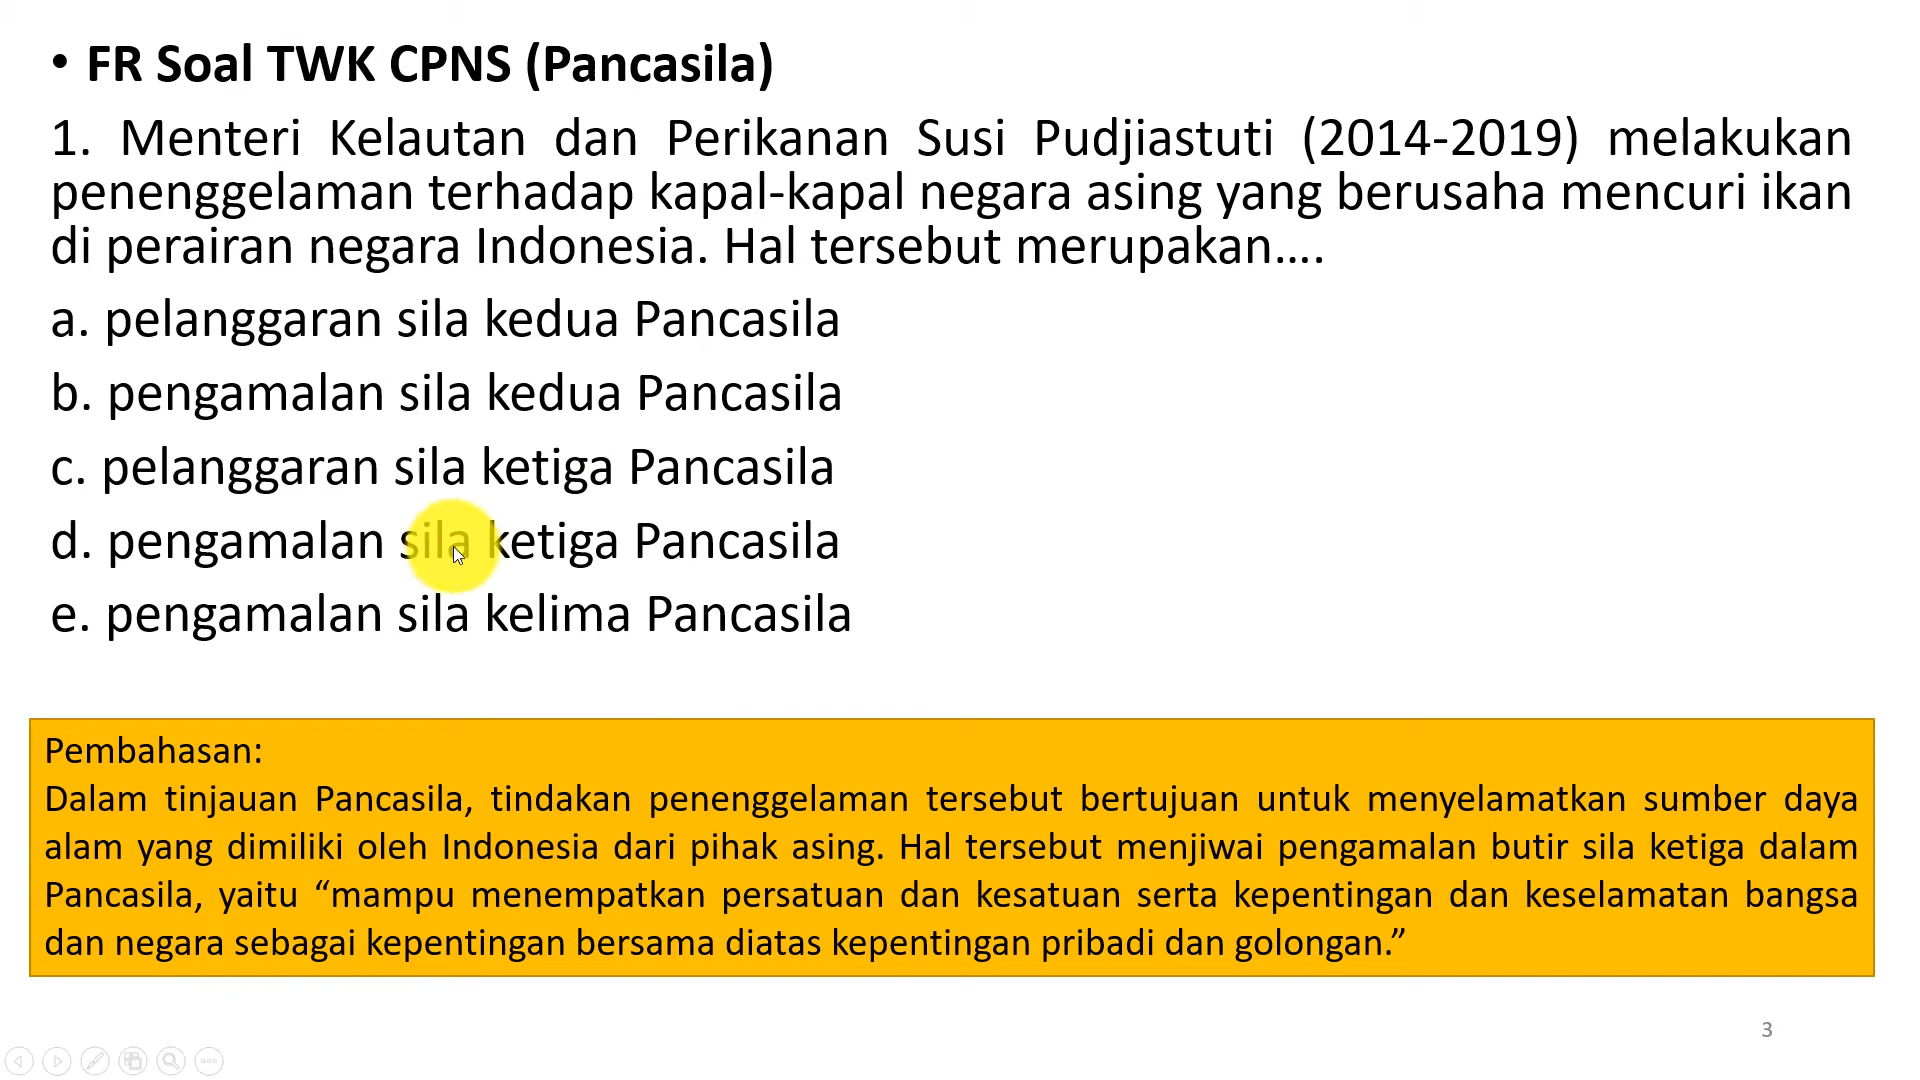 • FR Soal TWK CPNS (Pancasila)
1. Menteri Kelautan dan Perikanan Susi Pudjiastuti (2014-2019) melakukan
penenggelaman terhadap kapal-kapal negara asing yang berusaha mencuri ikan
di perairan negara Indonesia. Hal tersebut merupakan....
a. pelanggaran sila kedua Pancasila
b. pengamalan sila kedua Pancasila
c. pelanggaran sila ketiga Pancasila
d. pengamalan sila ketiga Pancasila
e. pengamalan sila kelima Pancasila
Pembahasan:
Dalam tinjauan Pancasila, tindakan penenggelaman tersebut bertujuan untuk menyelamatkan sumber daya
alam yang dimiliki oleh Indonesia dari pihak asing. Hal tersebut menjiwai pengamalan butir sila ketiga dalam
Pancasila, yaitu “mampu menempatkan persatuan dan kesatuan serta kepentingan dan keselamatan bangsa
dan negara sebagai kepentingan bersama diatas kepentingan pribadi dan golongan.”
3